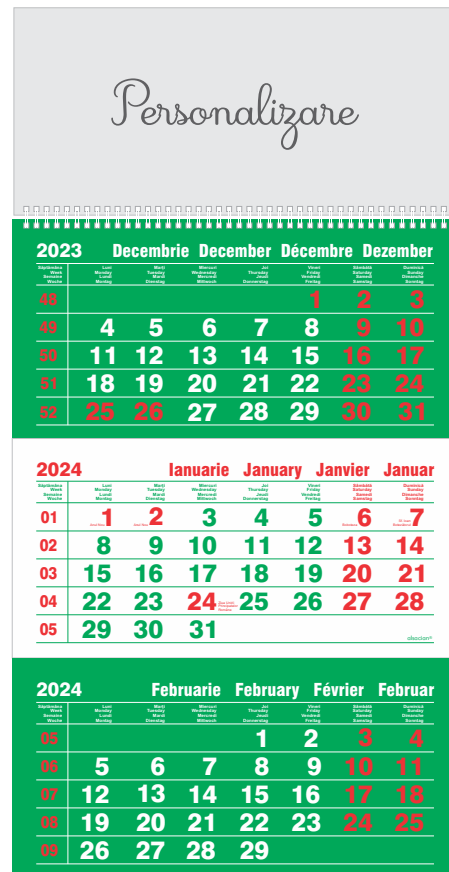 Personalizare
2023 Decembrie December Décembre Dezember
Săptămâna Luni Marți Miercuri Joi Vineri Sâmbătă Duminică
Week Monday Tuesday Wednesday Thursday Friday Saturday Sunday
Semaine Lundi Mardi Mercredi Jeudi Vendredi Samedi Dimanche
Woche Montag Dienstag Mittwoch Donnerstag Freitag Samstag Sonntag
48 1 2 3
49 4 5 6 7 8 9 10
50 11 12 13 14 15 16 17
51 18 19 20 21 22 23 24
52 25 26 27 28 29 30 31
2024 Ianuarie January Janvier Januar
Săptămâna Luni Marți Miercuri Joi Vineri Sâmbătă Duminică
Week Monday Tuesday Wednesday Thursday Friday Saturday Sunday
Semaine Lundi Mardi Mercredi Jeudi Vendredi Samedi Dimanche
Woche Montag Dienstag Mittwoch Donnerstag Freitag Samstag Sonntag
01 1 2 3 4 5 6 7
02 8 9 10 11 12 13 14
03 15 16 17 18 19 20 21
04 22 23 24 25 26 27 28
05 29 30 31
2024 Februarie February Février Februar
Săptămâna Luni Marți Miercuri Joi Vineri Sâmbătă Duminică
Week Monday Tuesday Wednesday Thursday Friday Saturday Sunday
Semaine Lundi Mardi Mercredi Jeudi Vendredi Samedi Dimanche
Woche Montag Dienstag Mittwoch Donnerstag Freitag Samstag Sonntag
05 1 2 3 4
06 5 6 7 8 9 10 11
07 12 13 14 15 16 17 18
08 19 20 21 22 23 24 25
09 26 27 28 29